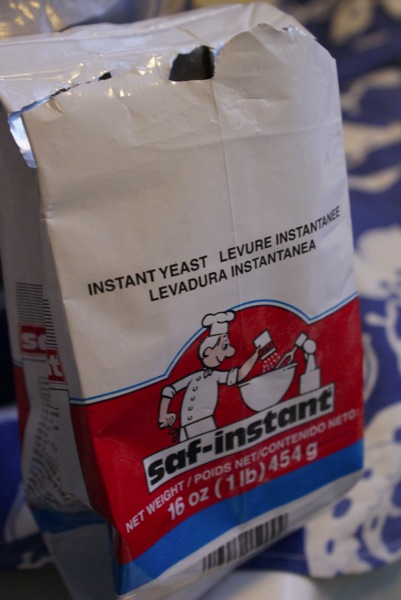 INSTANT YEAST LEVURE INSTANTANEE
LEVADURA INSTANTANEA
saf-instant
NET WEIGHT / POIDS NET/CONTENIDO NETO:
16 oz (1 lb) 454 g